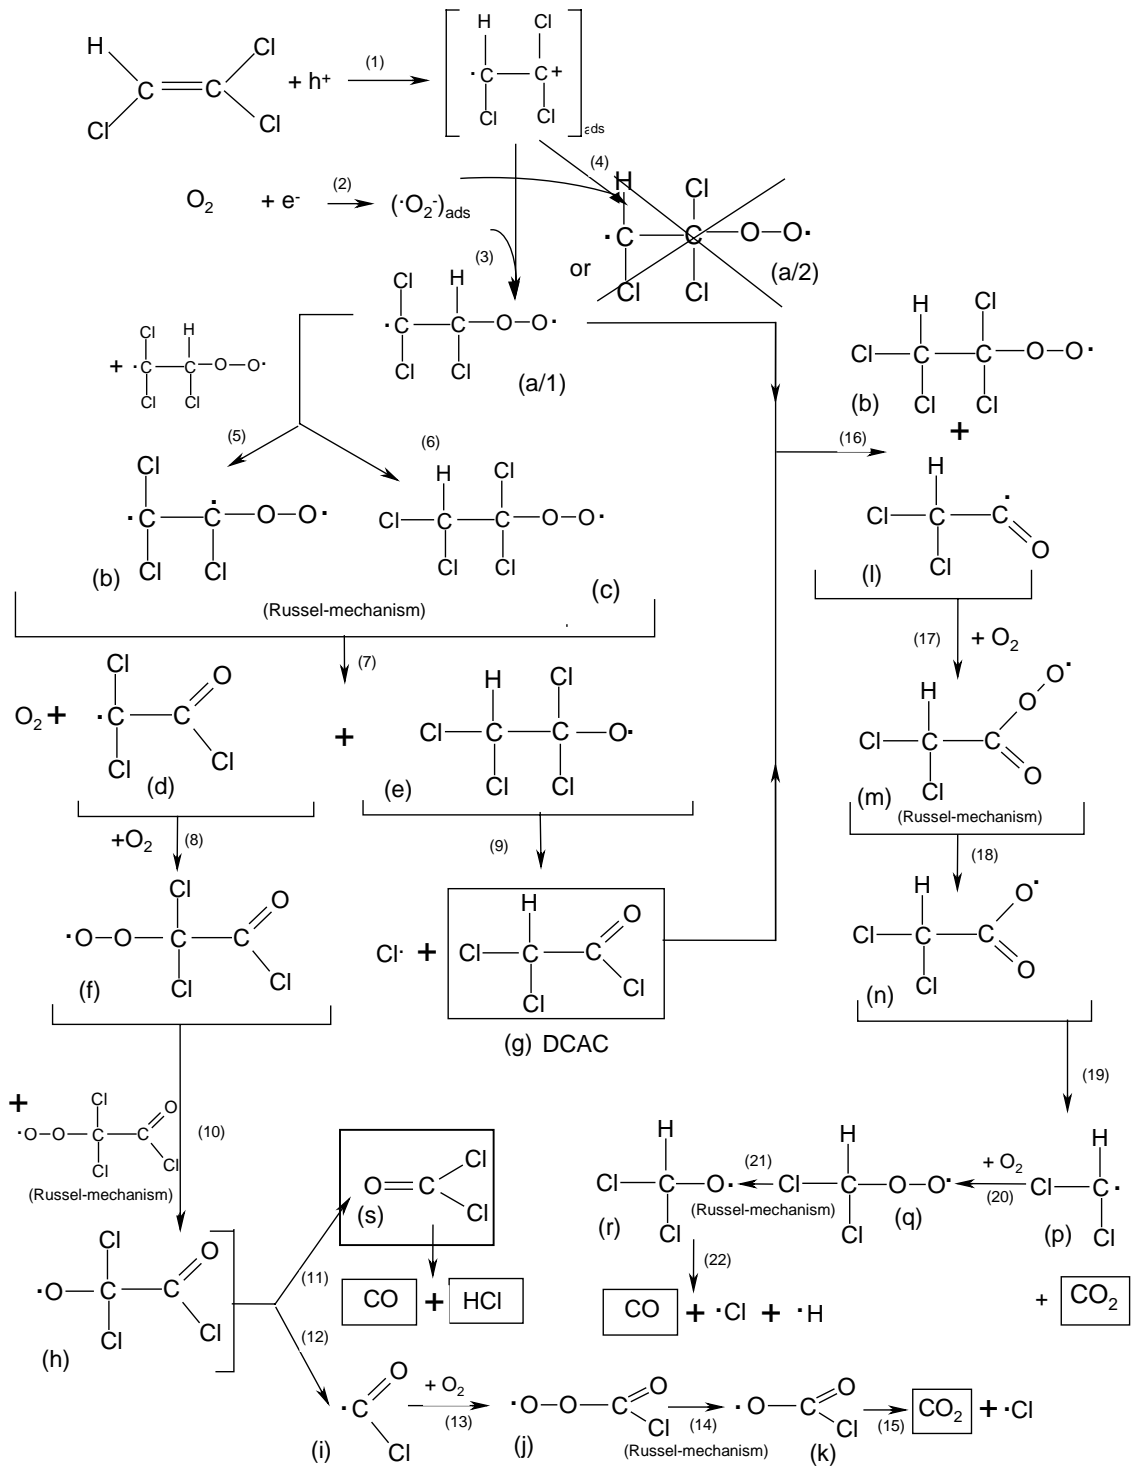 H Cl
C C + h⁺ (1)
Cl Cl
H Cl
·C C+
Cl Cl
ads
O₂ + e⁻ (2) (·O₂⁻)ads
(3)
(4)
H Cl
·C C O O·
Cl Cl
or (a/2)
Cl H
·C C O O·
Cl Cl
(a/1)
Cl H
+ ·C C O O·
Cl Cl
(5) (6)
Cl
·C C· O O·
Cl Cl
(b)
H Cl
Cl C C O O·
Cl Cl
(c)
(Russel-mechanism)
(7)
O₂ +
Cl O
·C C
Cl Cl
(d)
+
H Cl
Cl C C O·
Cl Cl
(e)
+O₂ (8)
(9)
Cl O
·O O C C
Cl Cl
(f)
Cl· +
H O
Cl C C
Cl Cl
(g) DCAC
+
Cl O
·O O C C
Cl Cl
(Russel-mechanism)
(10)
Cl O
·O C C
Cl Cl
(h)
(11)
(12)
Cl
O C
Cl
(s)
CO + HCl
O
·C
Cl
(i)
+ O₂
(13)
O
·O O C
Cl
(j)
(14)
(Russel-mechanism)
O
·O C
Cl
(k)
(15)
CO₂ + ·Cl
(16)
H Cl
Cl C C O O·
Cl Cl
(b)
+
H
Cl C C·
Cl O
(l)
(17) + O₂
O·
H O
Cl C C
Cl O
(m)
(Russel-mechanism)
(18)
H O·
Cl C C
Cl O
(n)
(19)
H
Cl C·
Cl
(p)
+ CO₂
+ O₂
(20)
H
Cl C O O·
Cl
(q)
(21)
(Russel-mechanism)
H
Cl C O·
Cl
(r)
(22)
CO + ·Cl + ·H